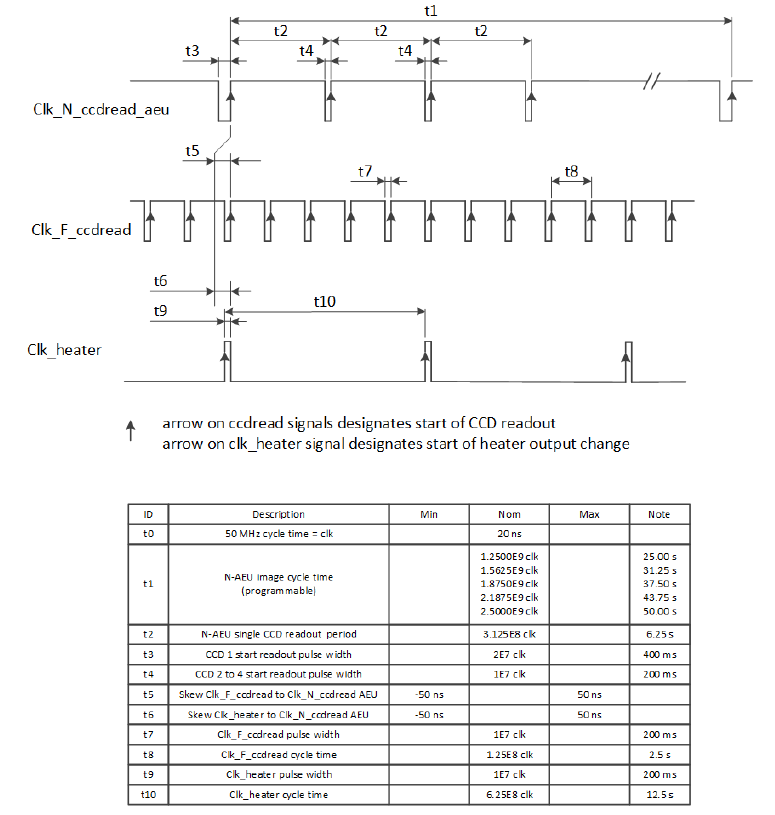 t1
t2 t2 t2
t3 t4 t4
Clk_N_ccdread_aeu
t5
t7 t8
Clk_F_ccdread
t6
t9 t10
Clk_heater
arrow on ccdread signals designates start of CCD readout
arrow on clk_heater signal designates start of heater output change
ID Description Min Nom Max Note
t0 50 MHz cycle time = clk 20 ns
t1 N-AEU image cycle time (programmable)
1.2500E9 clk 25.00 s
1.5625E9 clk 31.25 s
1.8750E9 clk 37.50 s
2.1875E9 clk 43.75 s
2.5000E9 clk 50.00 s
t2 N-AEU single CCD readout period 3.125E8 clk 6.25 s
t3 CCD 1 start readout pulse width 2E7 clk 400 ms
t4 CCD 2 to 4 start readout pulse width 1E7 clk 200 ms
t5 Skew Clk_F_ccdread to Clk_N_ccdread AEU -50 ns 50 ns
t6 Skew Clk_heater to Clk_N_ccdread AEU -50 ns 50 ns
t7 Clk_F_ccdread pulse width 1E7 clk 200 ms
t8 Clk_F_ccdread cycle time 1.25E8 clk 2.5 s
t9 Clk_heater pulse width 1E7 clk 200 ms
t10 Clk_heater cycle time 6.25E8 clk 12.5 s